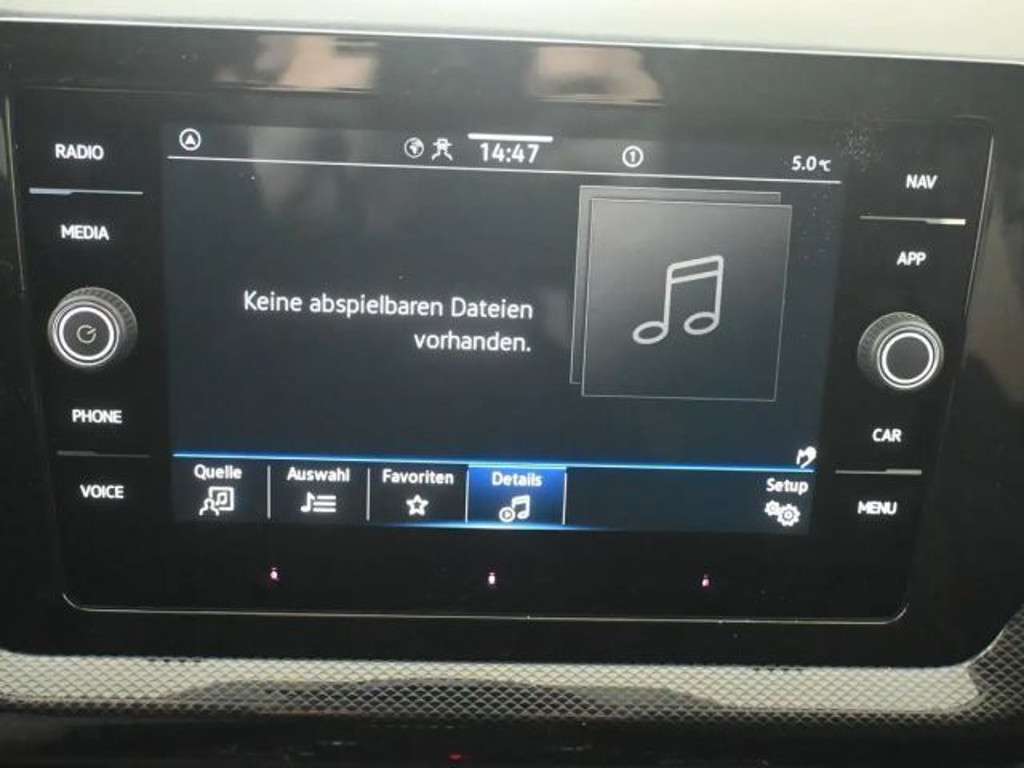 RADIO
MEDIA
PHONE
VOICE
A
14:47
1
5.0 °C
Keine abspielbaren Dateien
vorhanden.
Quelle
Auswahl
Favoriten
Details
Setup
NAV
APP
CAR
MENU